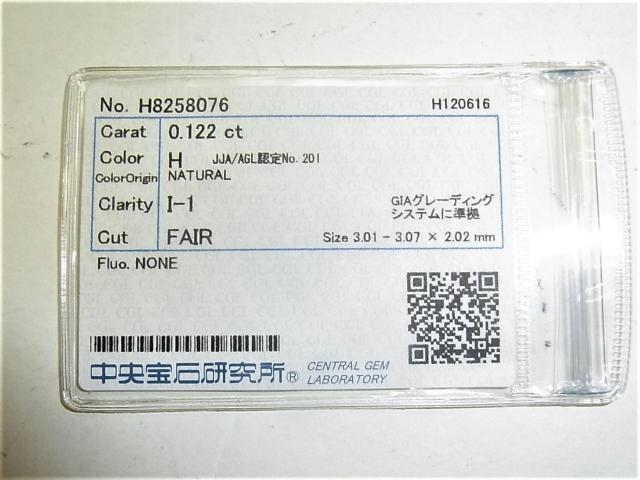 No. H8258076 H120616
Carat 0.122 ct
Color H JJA/AGL認定No.201
ColorOrigin NATURAL
Clarity I-1 GIAグレーディング
システムに準拠
Cut FAIR Size 3.01 - 3.07 × 2.02 mm
Fluo. NONE
中央宝石研究所® CENTRAL GEM
LABORATORY